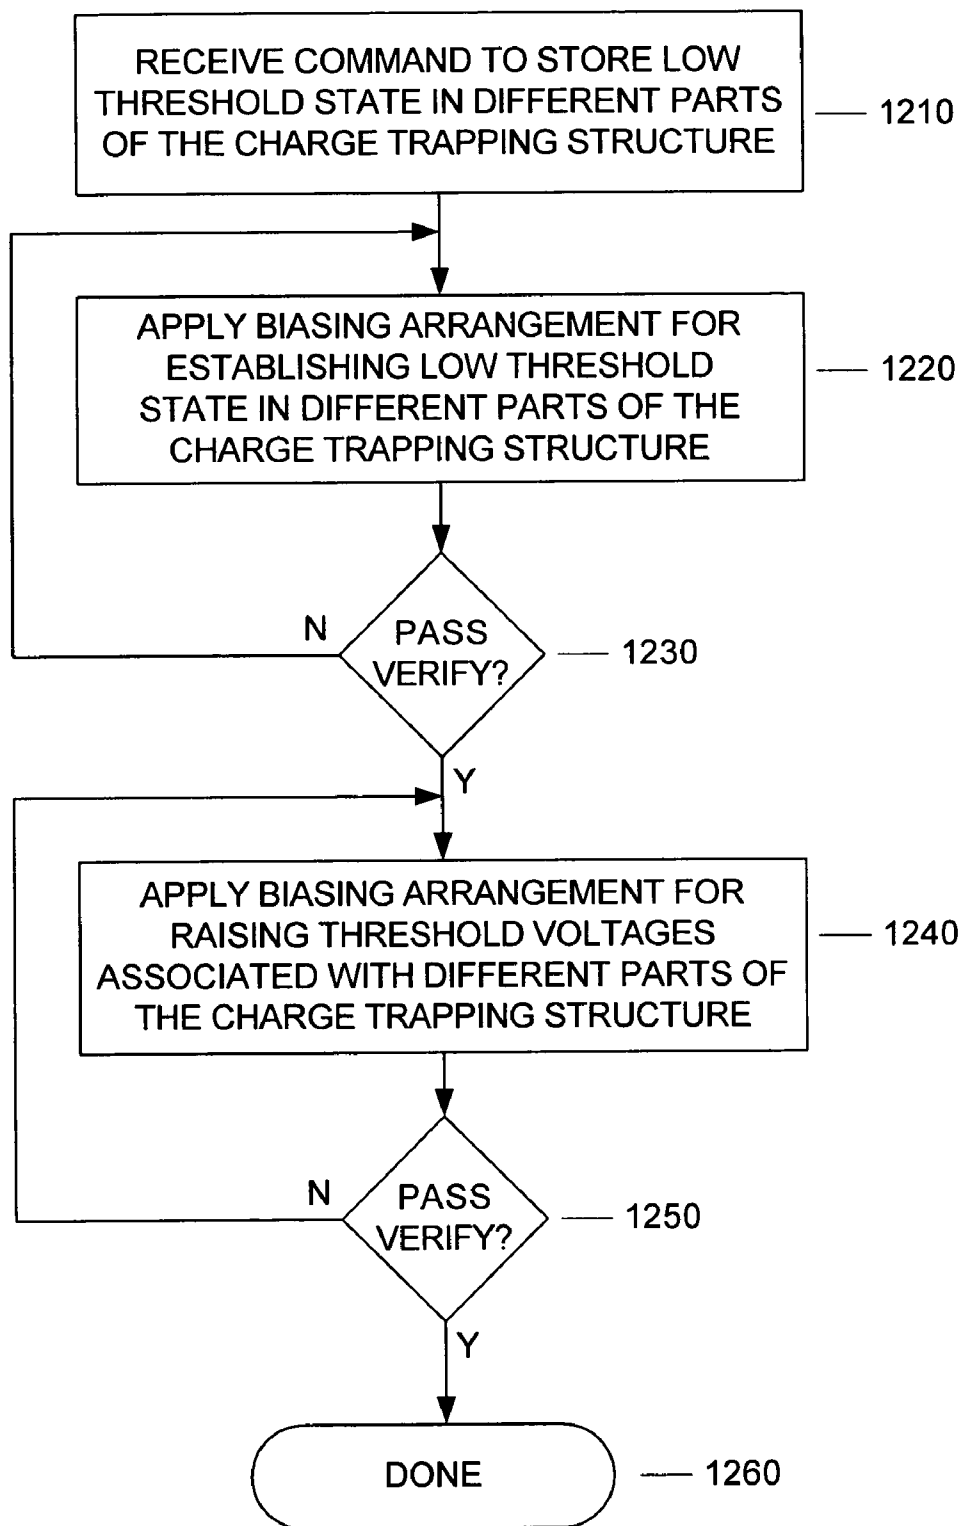 RECEIVE COMMAND TO STORE LOW
THRESHOLD STATE IN DIFFERENT PARTS
OF THE CHARGE TRAPPING STRUCTURE
1210
APPLY BIASING ARRANGEMENT FOR
ESTABLISHING LOW THRESHOLD
STATE IN DIFFERENT PARTS OF THE
CHARGE TRAPPING STRUCTURE
1220
N
PASS
VERIFY?
1230
Y
APPLY BIASING ARRANGEMENT FOR
RAISING THRESHOLD VOLTAGES
ASSOCIATED WITH DIFFERENT PARTS OF
THE CHARGE TRAPPING STRUCTURE
1240
N
PASS
VERIFY?
1250
Y
DONE
1260